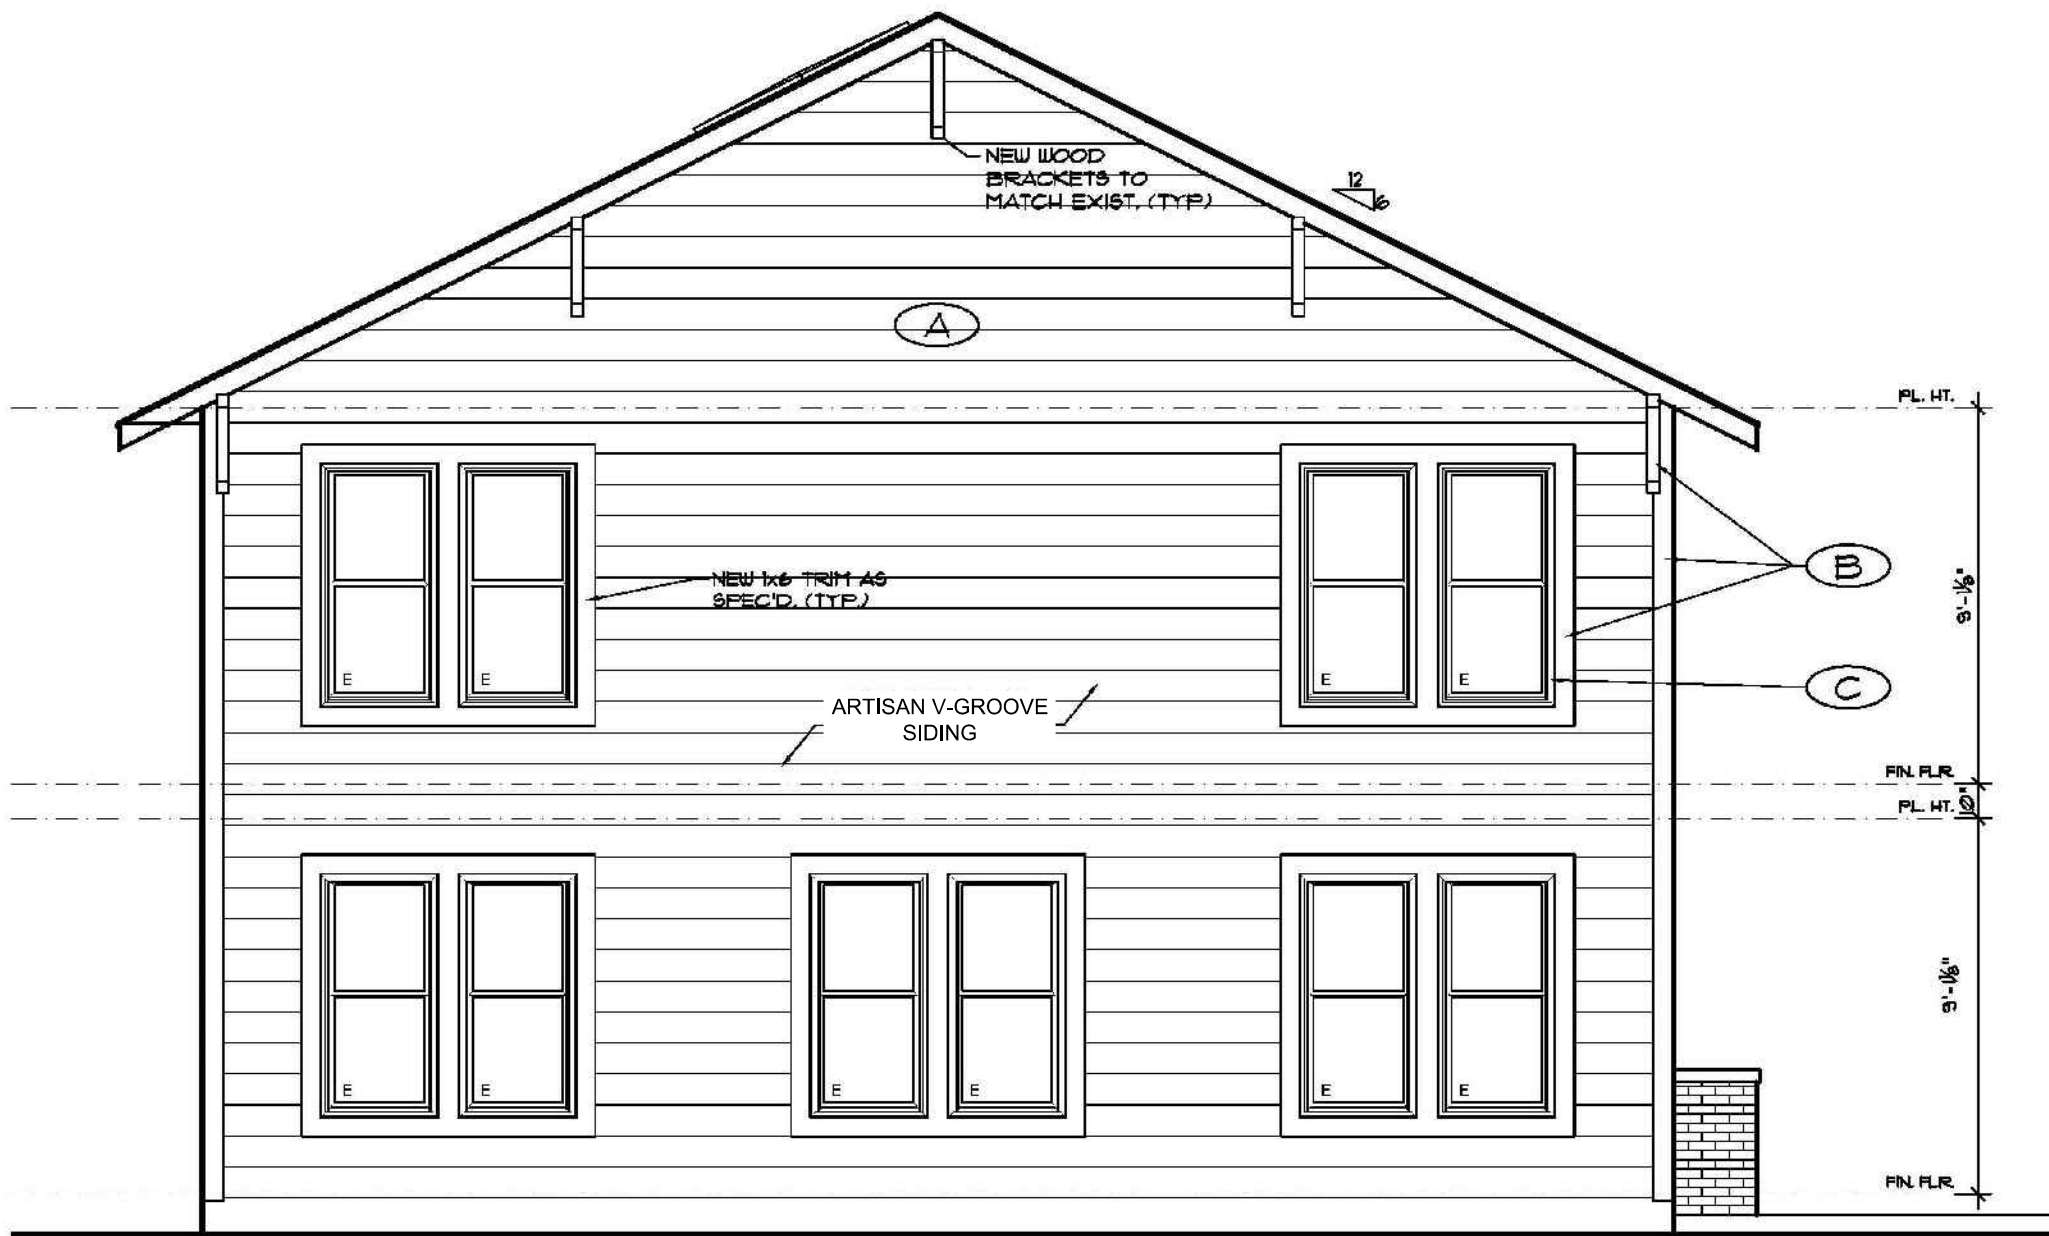 NEW WOOD
BRACKETS TO
MATCH EXIST. (TYP)
12
6
A
PL. HT.
NEW 1x6 TRIM AS
SPEC'D. (TYP.)
B
9'-1⅛"
E
E
E
E
C
ARTISAN V-GROOVE
SIDING
FIN. FLR.
PL. HT.
10"
9'-1⅛"
E
E
E
E
E
E
FIN. FLR.